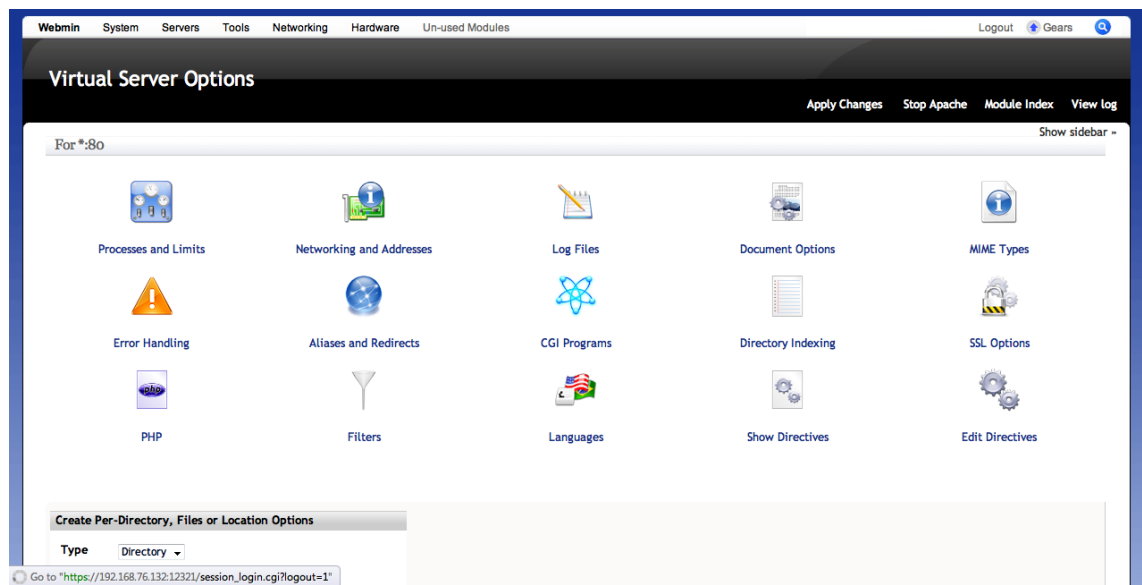 Webmin System Servers Tools Networking Hardware Un-used Modules Logout Gears
Virtual Server Options
Apply Changes Stop Apache Module Index View log
Show sidebar »
For *:80
Processes and Limits Networking and Addresses Log Files Document Options MIME Types
Error Handling Aliases and Redirects CGI Programs Directory Indexing SSL Options
php
PHP Filters Languages Show Directives Edit Directives
Create Per-Directory, Files or Location Options
Type Directory
Go to "https://192.168.76.132:12321/session_login.cgi?logout=1"